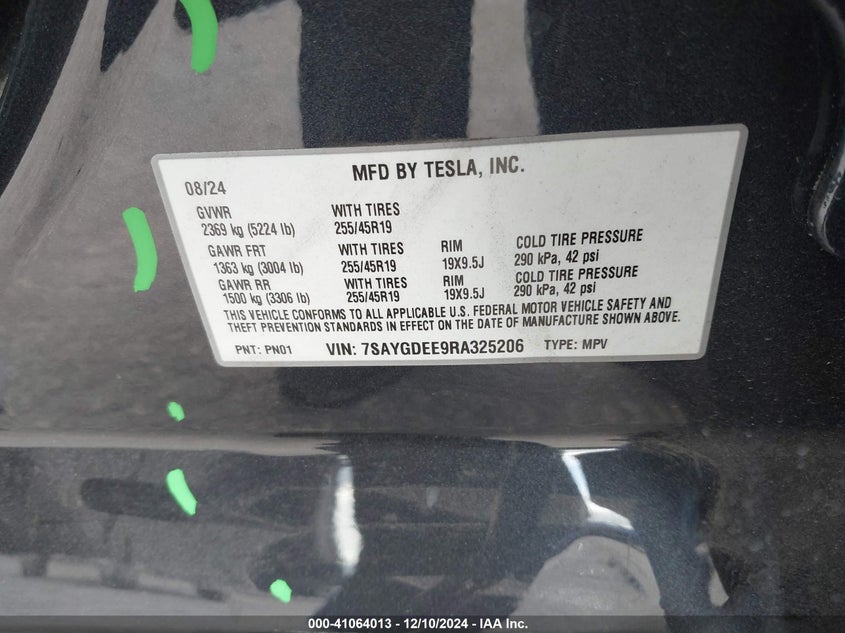 MFD BY TESLA, INC.
08/24
GVWR WITH TIRES
2369 kg (5224 lb) 255/45R19
GAWR FRT WITH TIRES RIM COLD TIRE PRESSURE
1363 kg (3004 lb) 255/45R19 19X9.5J 290 kPa, 42 psi
GAWR RR WITH TIRES RIM COLD TIRE PRESSURE
1500 kg (3306 lb) 255/45R19 19X9.5J 290 kPa, 42 psi
THIS VEHICLE CONFORMS TO ALL APPLICABLE U.S. FEDERAL MOTOR VEHICLE SAFETY AND
THEFT PREVENTION STANDARDS IN EFFECT ON THE DATE OF MANUFACTURE SHOWN ABOVE.
PNT: PN01 VIN: 7SAYGDEE9RA325206 TYPE: MPV
000-41064013 - 12/10/2024 - IAA Inc.